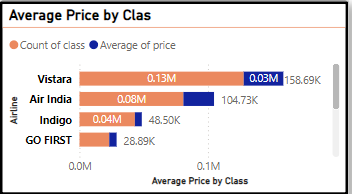 Average Price by Clas
Count of class Average of price
Airline
Vistara 0.13M 0.03M 158.69K
Air India 0.08M 104.73K
Indigo 0.04M 48.50K
GO FIRST 28.89K
0.0M 0.1M
Average Price by Class